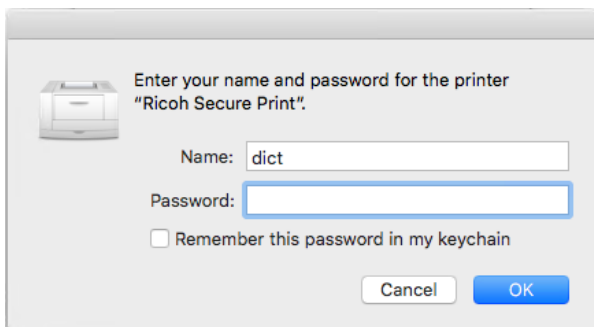 Enter your name and password for the printer
“Ricoh Secure Print”.
Name: dict
Password:
Remember this password in my keychain
Cancel OK